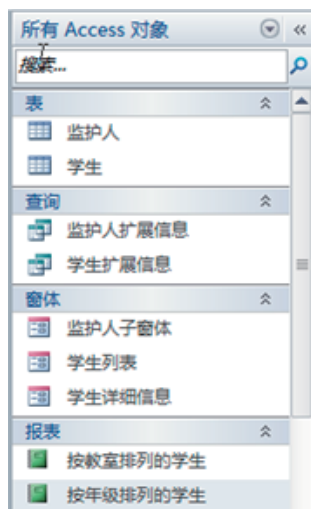 所有 Access 对象
搜索...
表
监护人
学生
查询
监护人扩展信息
学生扩展信息
窗体
监护人子窗体
学生列表
学生详细信息
报表
按教室排列的学生
按年级排列的学生